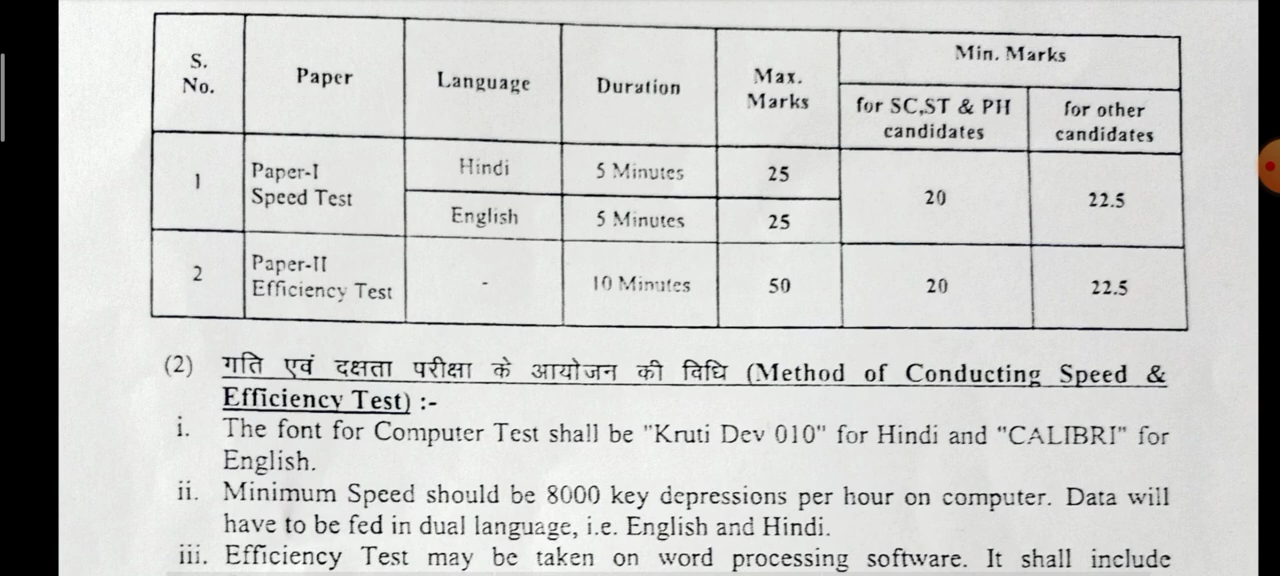 S. No. Paper Language Duration Max. Marks Min. Marks
for SC,ST & PH candidates for other candidates
1 Paper-I Speed Test Hindi 5 Minutes 25 20 22.5
English 5 Minutes 25
2 Paper-II Efficiency Test - 10 Minutes 50 20 22.5
(2) गति एवं दक्षता परीक्षा के आयोजन की विधि (Method of Conducting Speed &
Efficiency Test) :-
i. The font for Computer Test shall be "Kruti Dev 010" for Hindi and "CALIBRI" for
English.
ii. Minimum Speed should be 8000 key depressions per hour on computer. Data will
have to be fed in dual language, i.e. English and Hindi.
iii. Efficiency Test may be taken on word processing software. It shall include